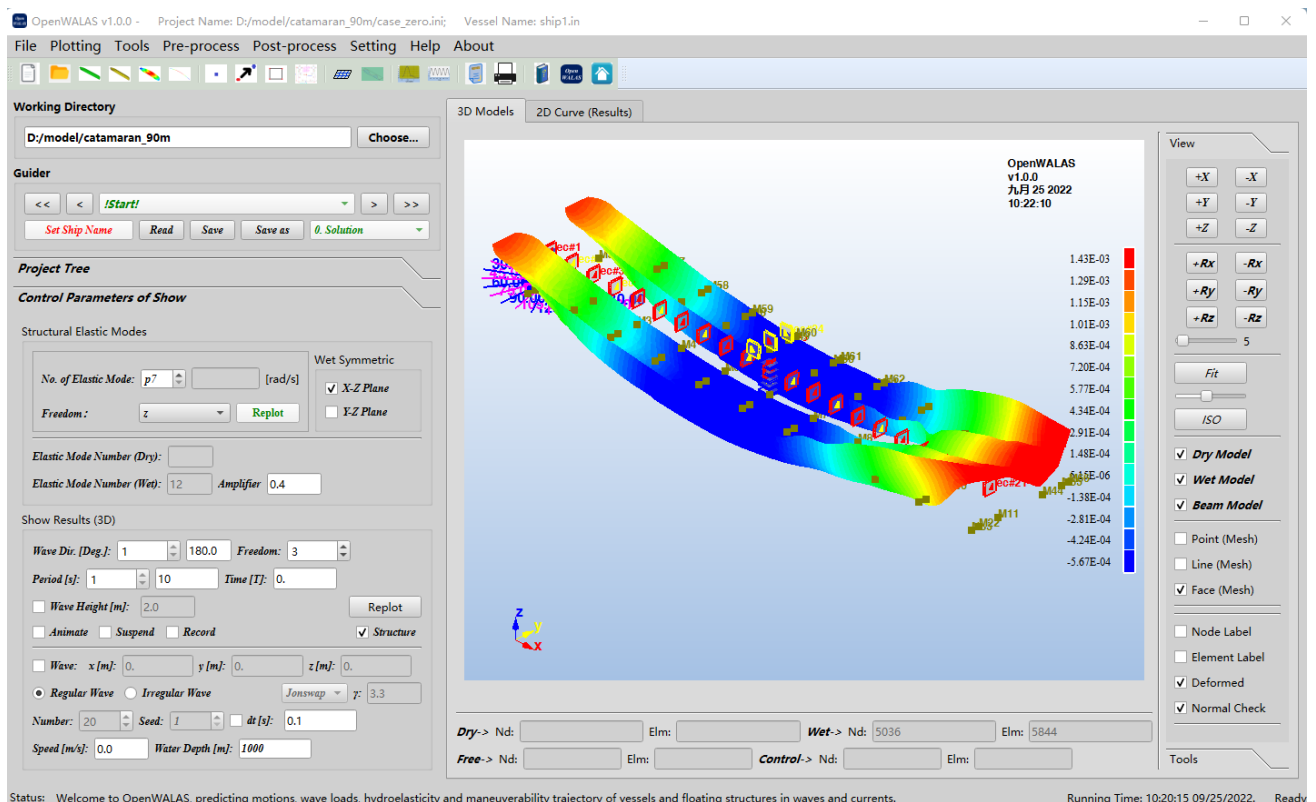 OpenWALAS v1.0.0 - Project Name: D:/model/catamaran_90m/case_zero.ini; Vessel Name: ship1.in
File Plotting Tools Pre-process Post-process Setting Help About
Open WALAS
Working Directory
D:/model/catamaran_90m Choose...
Guider
<< < !Start! > >>
Set Ship Name Read Save Save as 0. Solution
Project Tree
Control Parameters of Show
Structural Elastic Modes
Wet Symmetric
No. of Elastic Mode: p7 [rad/s]
X-Z Plane
Freedom: z Replot
Y-Z Plane
Elastic Mode Number (Dry):
Elastic Mode Number (Wet): 12 Amplifier 0.4
Show Results (3D)
Wave Dir. [Deg.]: 1 180.0 Freedom: 3
Period [s]: 1 10 Time [T]: 0.
Wave Height [m]: 2.0 Replot
Animate Suspend Record Structure
Wave: x [m]: 0. y [m]: 0. z [m]: 0.
Regular Wave Irregular Wave Jonswap γ: 3.3
Number: 20 Seed: 1 dt [s]: 0.1
Speed [m/s]: 0.0 Water Depth [m]: 1000
3D Models 2D Curve (Results)
OpenWALAS
v1.0.0
九月 25 2022
10:22:10
1.43E-03
1.29E-03
1.15E-03
1.01E-03
8.63E-04
7.20E-04
5.77E-04
4.34E-04
2.91E-04
1.48E-04
-1.38E-04
-2.81E-04
-4.24E-04
-5.67E-04
ec#1
M58
M59
M60
M61
M62
M4
ec#21
M44
M11
z
y
x
Dry-> Nd: Elm: Wet-> Nd: 5036 Elm: 5844
Free-> Nd: Elm: Control-> Nd: Elm:
View
+X -X
+Y -Y
+Z -Z
+Rx -Rx
+Ry -Ry
+Rz -Rz
5
Fit
ISO
Dry Model
Wet Model
Beam Model
Point (Mesh)
Line (Mesh)
Face (Mesh)
Node Label
Element Label
Deformed
Normal Check
Tools
Status: Welcome to OpenWALAS, predicting motions, wave loads, hydroelasticity and maneuverability trajectory of vessels and floating structures in waves and currents. Running Time: 10:20:15 09/25/2022. Ready